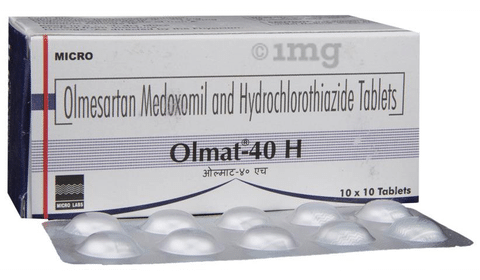 MICRO
©1mg
Olmesartan Medoxomil and Hydrochlorothiazide Tablets
Olmat®-40 H
ओल्माट-४० एच
10 x 10 Tablets
MICRO LABS